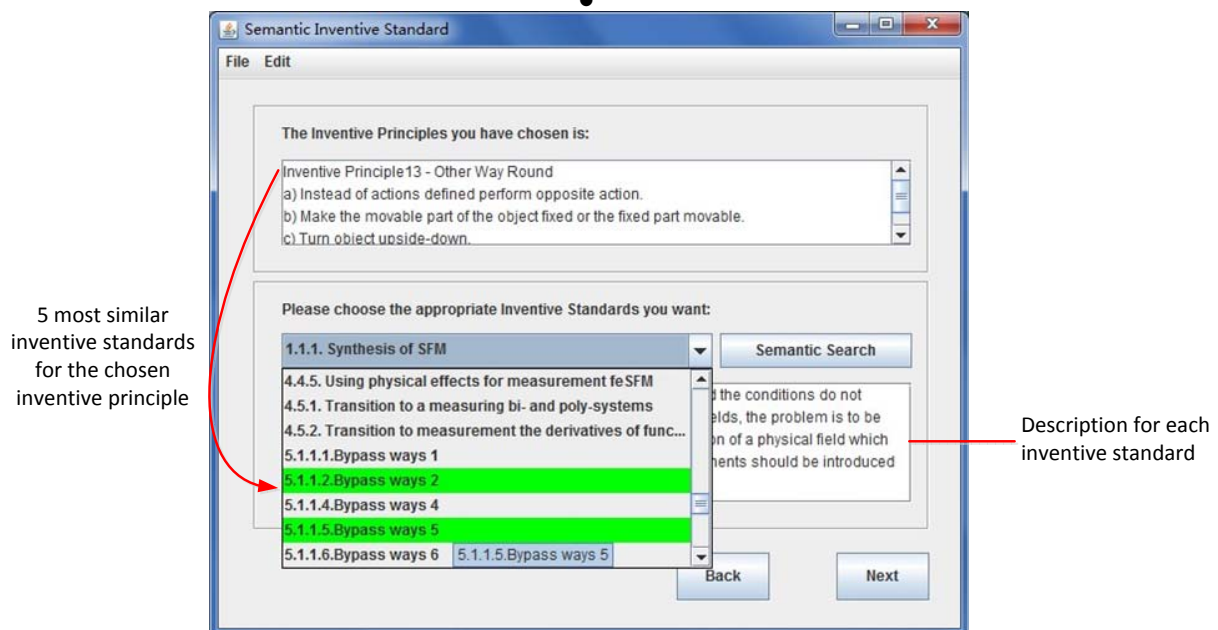 Semantic Inventive Standard
File Edit
The Inventive Principles you have chosen is:
Inventive Principle13 - Other Way Round
a) Instead of actions defined perform opposite action.
b) Make the movable part of the object fixed or the fixed part movable.
c) Turn object upside-down.
5 most similar
inventive standards
for the chosen
inventive principle
Please choose the appropriate Inventive Standards you want:
1.1.1. Synthesis of SFM
Semantic Search
4.4.5. Using physical effects for measurement feSFM
4.5.1. Transition to a measuring bi- and poly-systems
4.5.2. Transition to measurement the derivatives of func...
5.1.1.1.Bypass ways 1
5.1.1.2.Bypass ways 2
5.1.1.4.Bypass ways 4
5.1.1.5.Bypass ways 5
5.1.1.6.Bypass ways 6 5.1.1.5.Bypass ways 5
the conditions do not
the problem is to be
of a physical field which
should be introduced
Description for each
inventive standard
Back Next